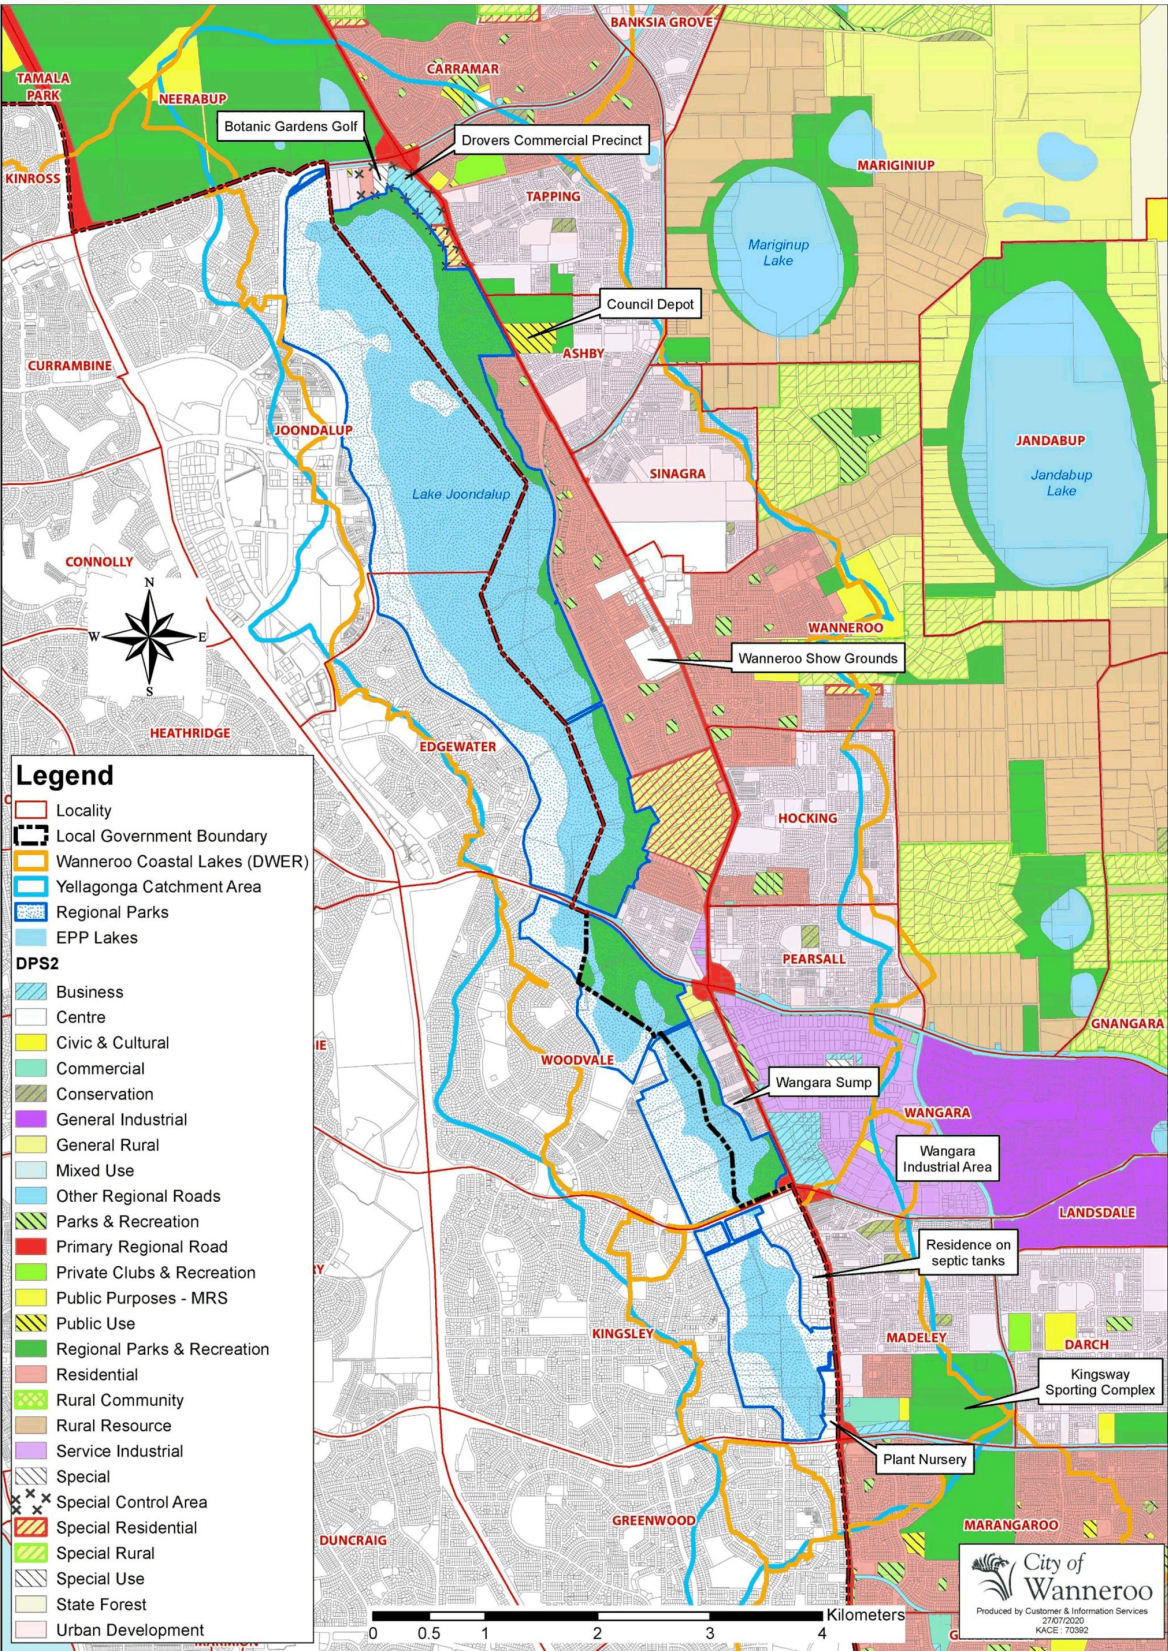 BANKSIA GROVE
TAMALA
PARK
CARRAMAR
NEERABUP
Botanic Gardens Golf
Drovers Commercial Precinct
MARIGINIUP
KINROSS
TAPPING
Mariginup
Lake
Council Depot
ASHBY
CURRAMBINE
JOONDALUP
JANDABUP
SINAGRA
Jandabup
Lake
Lake Joondalup
CONNOLLY
N
W
E
S
WANNEROO
Wanneroo Show Grounds
HEATHRIDGE
EDGEWATER
HOCKING
PEARSALL
GNANGARA
IE
WOODVALE
Wangara Sump
WANGARA
Wangara
Industrial Area
LANDSDALE
Residence on
septic tanks
RY
KINGSLEY
MADELEY
DARCH
Kingsway
Sporting Complex
Plant Nursery
GREENWOOD
MARANGAROO
DUNCRAIG
Legend
Locality
Local Government Boundary
Wanneroo Coastal Lakes (DWER)
Yellagonga Catchment Area
Regional Parks
EPP Lakes
DPS2
Business
Centre
Civic & Cultural
Commercial
Conservation
General Industrial
General Rural
Mixed Use
Other Regional Roads
Parks & Recreation
Primary Regional Road
Private Clubs & Recreation
Public Purposes - MRS
Public Use
Regional Parks & Recreation
Residential
Rural Community
Rural Resource
Service Industrial
Special
Special Control Area
Special Residential
Special Rural
Special Use
State Forest
Urban Development
Kilometers
0 0.5 1 2 3 4
City of
Wanneroo
Produced by Customer & Information Services
27/07/2020
KACE : 70392